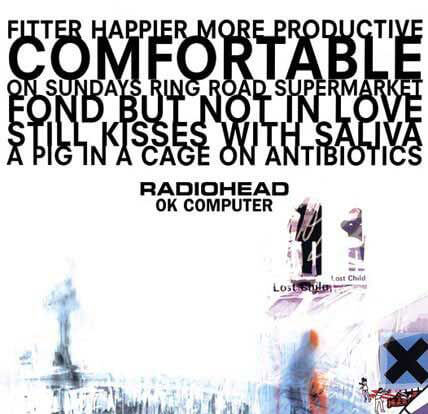 FITTER HAPPIER MORE PRODUCTIVE
COMFORTABLE
ON SUNDAYS RING ROAD SUPERMARKET
FOND BUT NOT IN LOVE
STILL KISSES WITH SALIVA
A PIG IN A CAGE ON ANTIBIOTICS
RADIOHEAD
OK COMPUTER
Lost Child
Lost Child